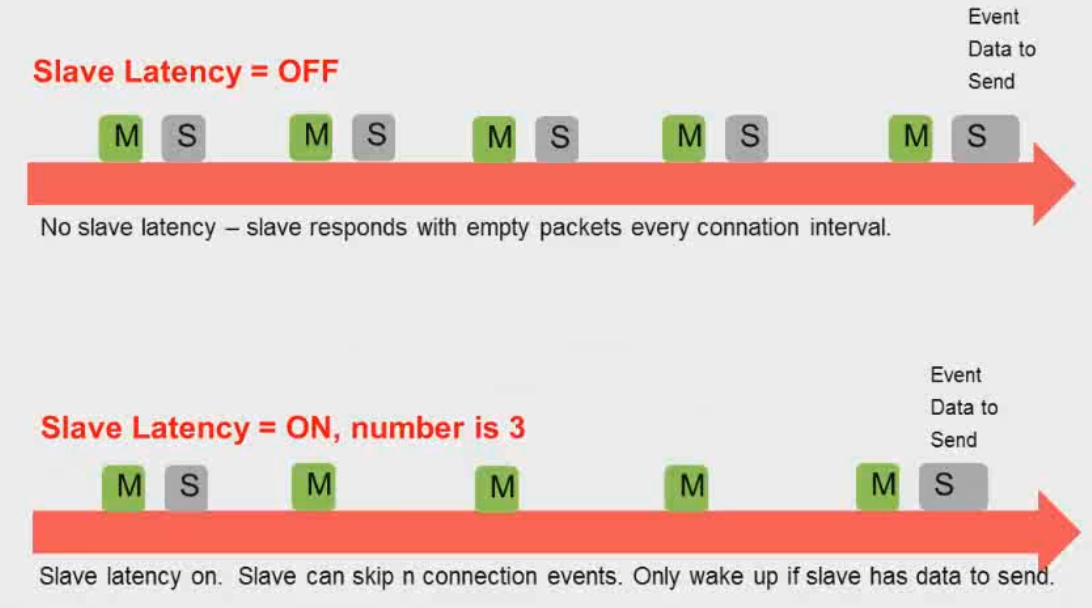 Event
Data to
Send
Slave Latency = OFF
M S M S M S M S M S
No slave latency – slave responds with empty packets every connation interval.
Event
Data to
Send
Slave Latency = ON, number is 3
M S M M M M S
Slave latency on. Slave can skip n connection events. Only wake up if slave has data to send.